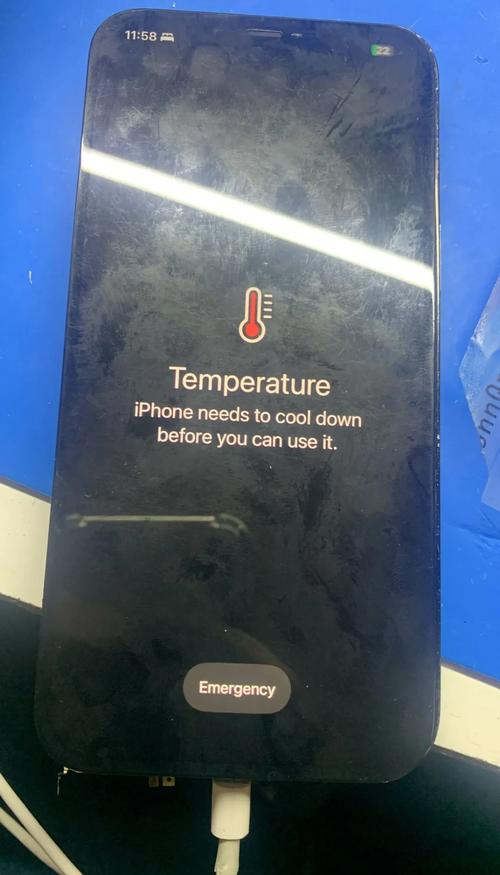 11:58
22
Temperature
iPhone needs to cool down
before you can use it.
Emergency